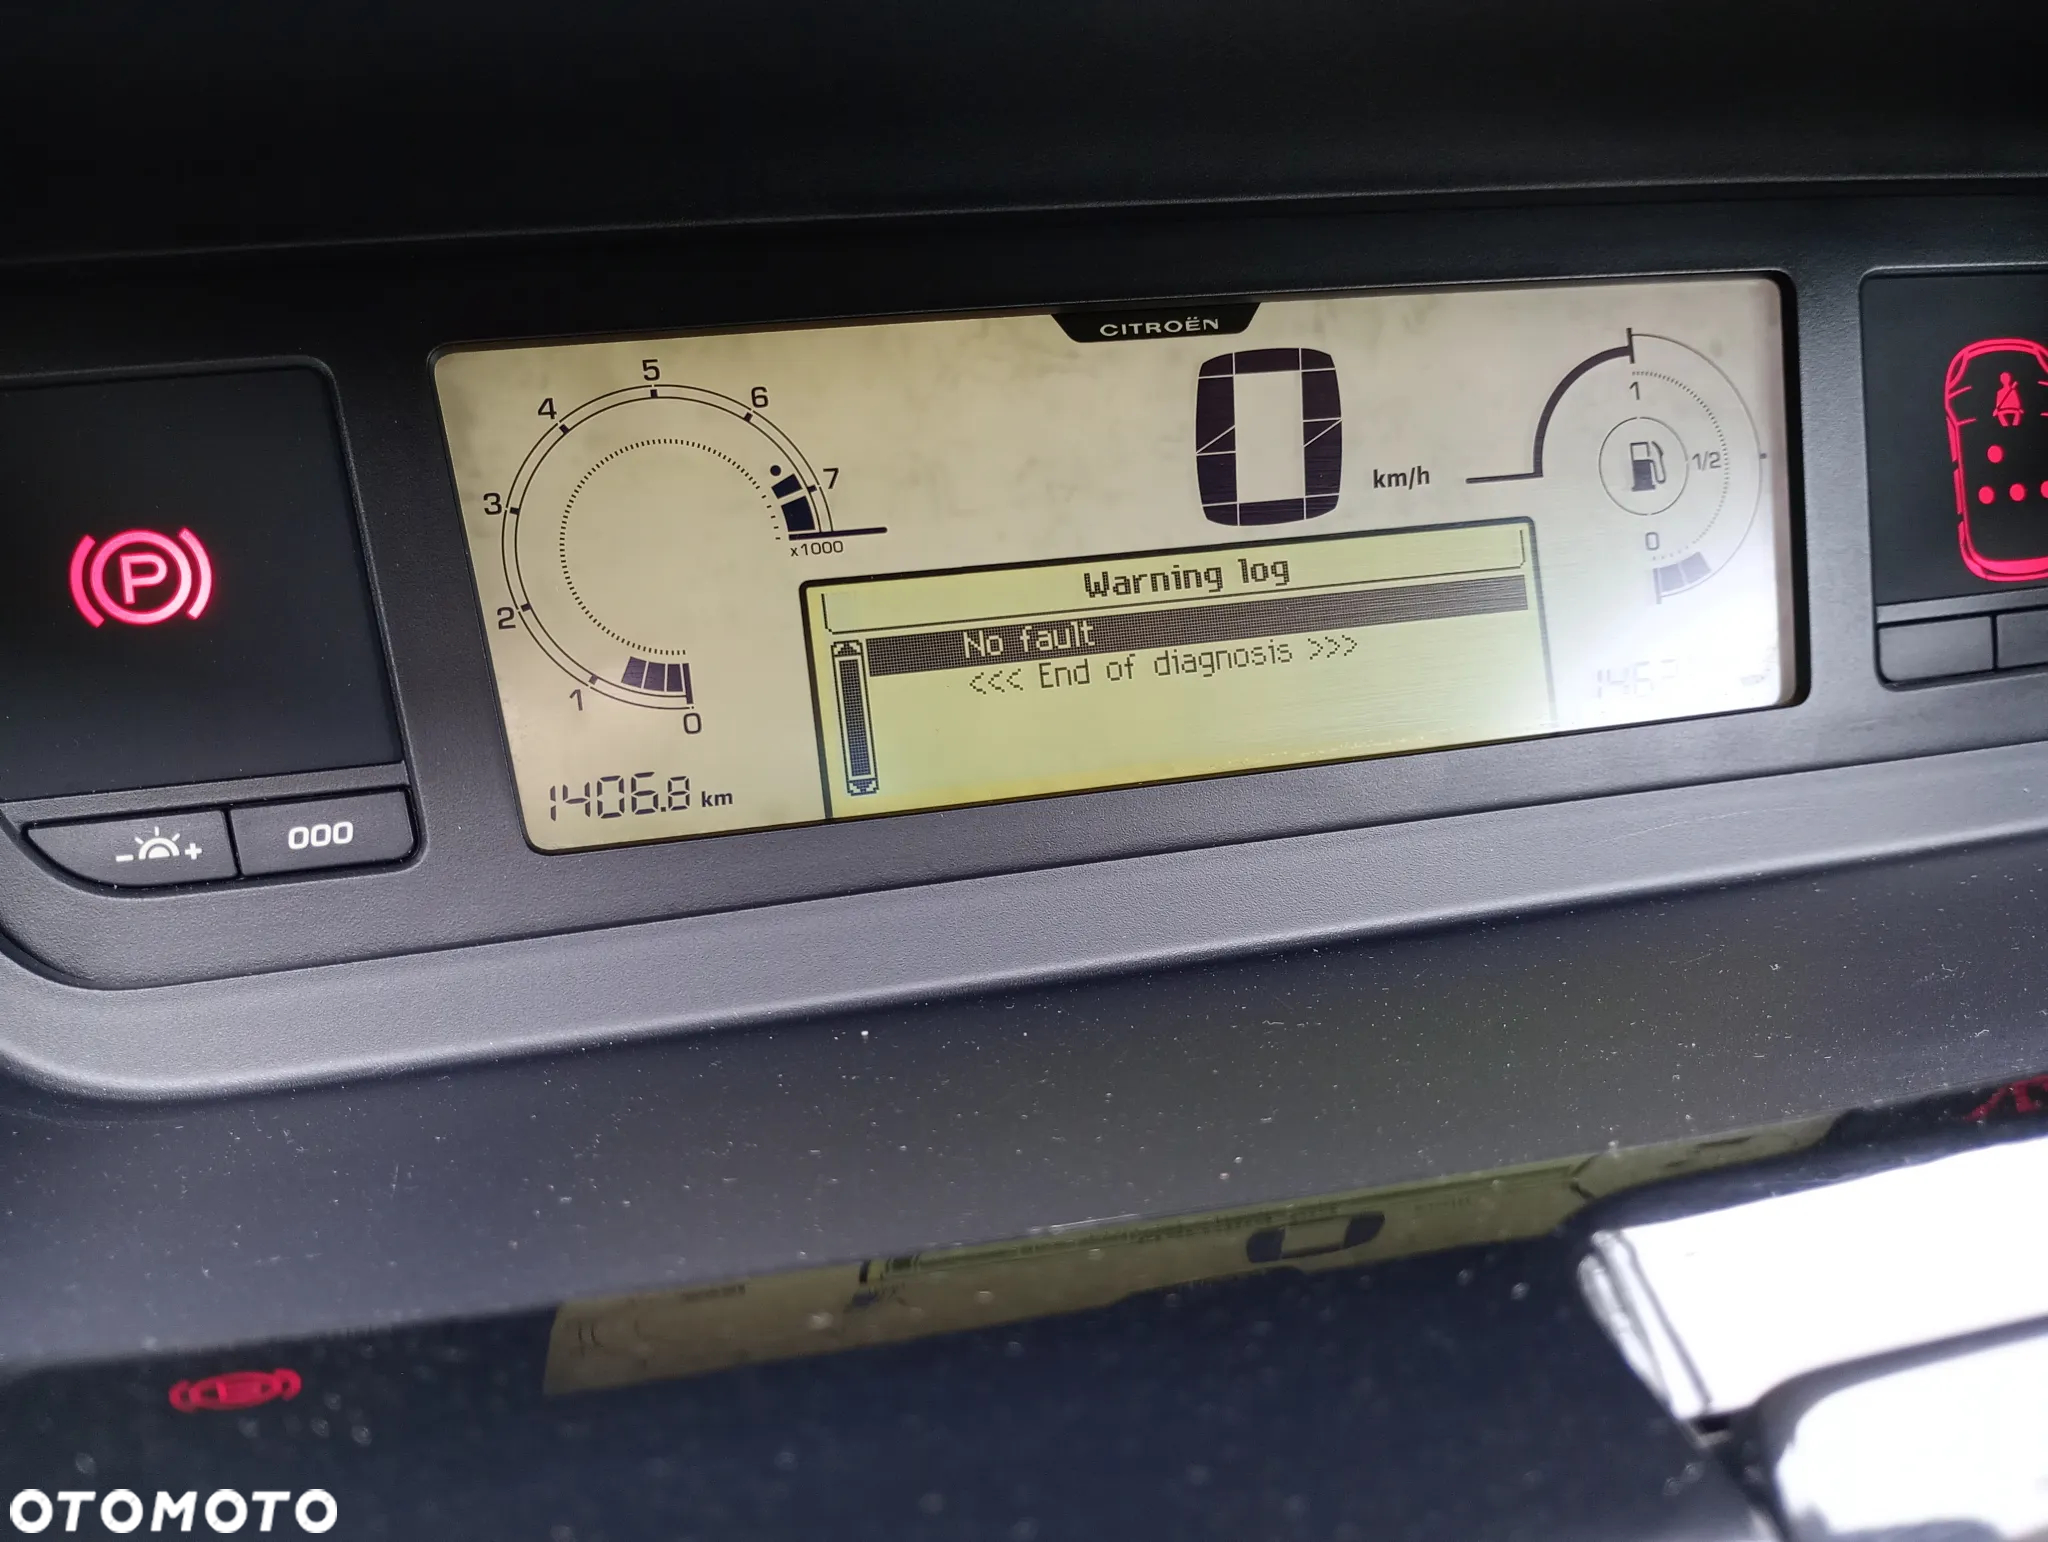 CITROËN
5
4
6
3
7
2
x1000
1
0
0
km/h
1
1/2
0
Warning log
No fault
<<< End of diagnosis >>>
1406.8 km
P
- +
000
OTOMOTO